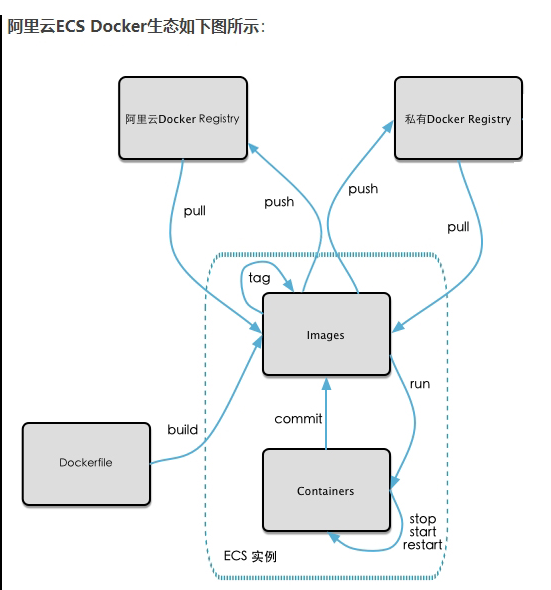 阿里云ECS Docker生态如下图所示：
阿里云Docker Registry
私有Docker Registry
pull
push
push
pull
tag
Images
run
build
commit
Dockerfile
Containers
stop
start
restart
ECS 实例